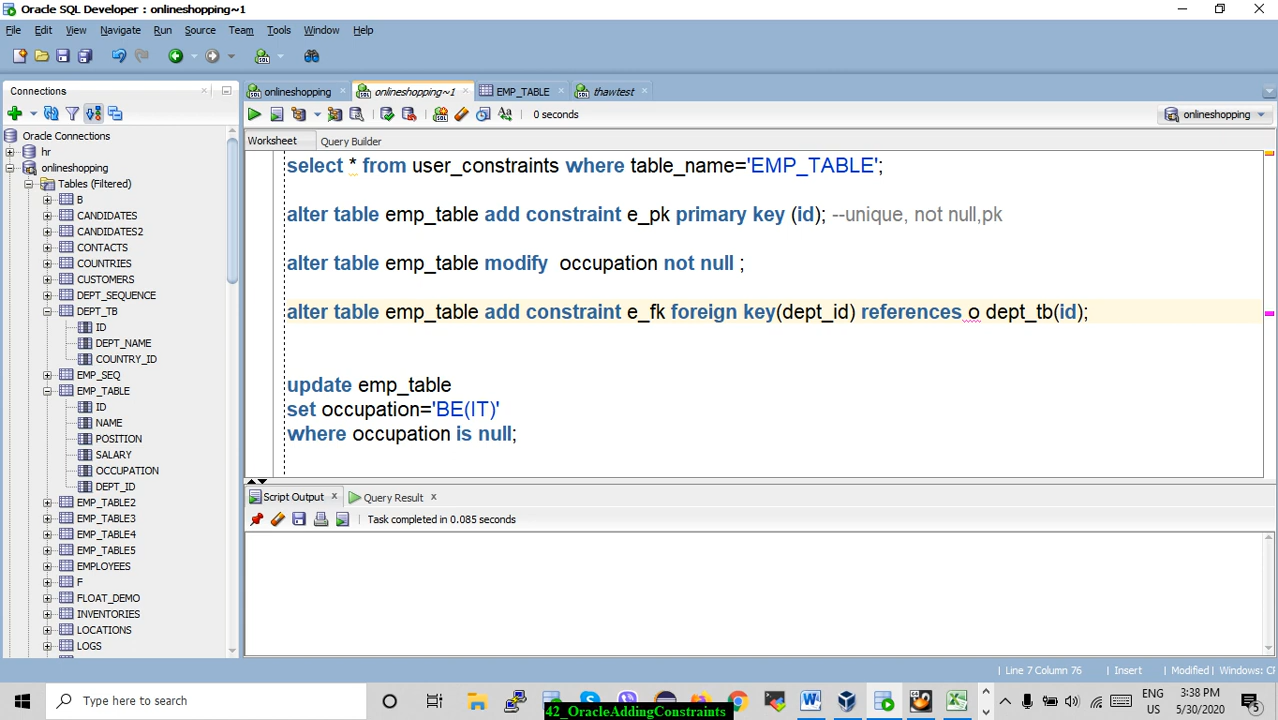 Oracle SQL Developer : onlineshopping~1
File Edit View Navigate Run Source Team Tools Window Help
Connections
onlineshopping
onlineshopping~1
EMP_TABLE
thawtest
0 seconds
onlineshopping
Worksheet Query Builder
Oracle Connections
hr
onlineshopping
Tables (Filtered)
B
CANDIDATES
CANDIDATES2
CONTACTS
COUNTRIES
CUSTOMERS
DEPT_SEQUENCE
DEPT_TB
ID
DEPT_NAME
COUNTRY_ID
EMP_SEQ
EMP_TABLE
ID
NAME
POSITION
SALARY
OCCUPATION
DEPT_ID
EMP_TABLE2
EMP_TABLE3
EMP_TABLE4
EMP_TABLE5
EMPLOYEES
F
FLOAT_DEMO
INVENTORIES
LOCATIONS
LOGS
select * from user_constraints where table_name='EMP_TABLE';
alter table emp_table add constraint e_pk primary key (id); --unique, not null,pk
alter table emp_table modify occupation not null ;
alter table emp_table add constraint e_fk foreign key(dept_id) references o dept_tb(id);
update emp_table
set occupation='BE(IT)'
where occupation is null;
Script Output
Query Result
Task completed in 0.085 seconds
Line 7 Column 76
Insert
Modified
Windows: CF
Type here to search
42_OracleAddingConstraints
ENG
US
3:38 PM
5/30/2020
5